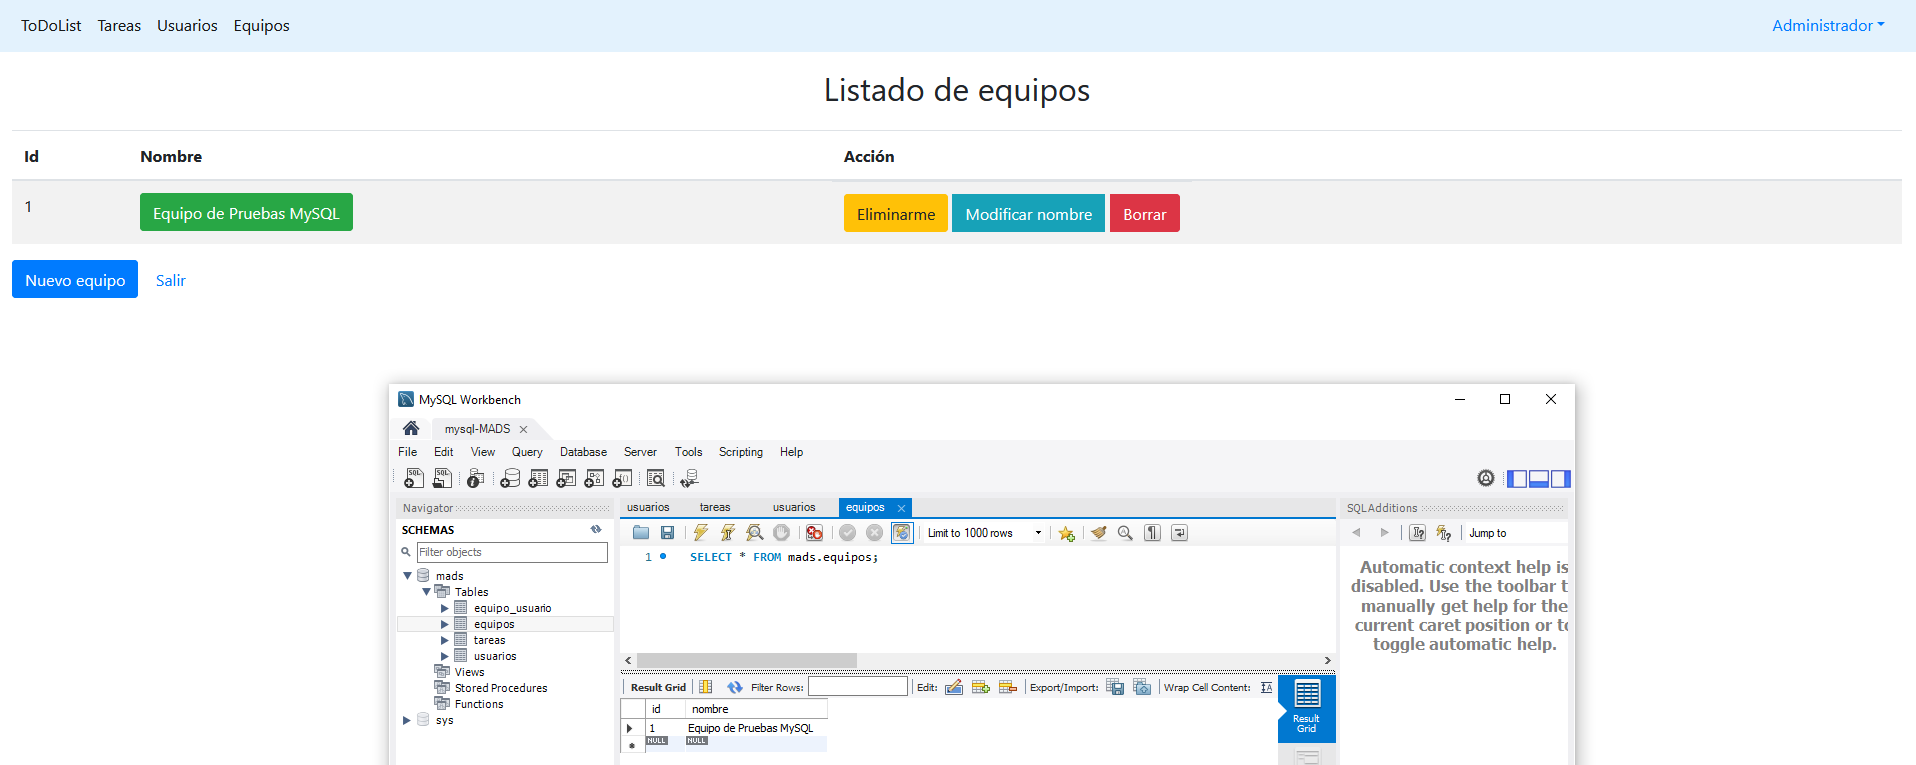 ToDoList Tareas Usuarios Equipos Administrador
Listado de equipos
Id Nombre Acción
1 Equipo de Pruebas MySQL Eliminarme Modificar nombre Borrar
Nuevo equipo Salir
MySQL Workbench
mysql-MADS
File Edit View Query Database Server Tools Scripting Help
Navigator
SCHEMAS
Filter objects
mads
Tables
equipo_usuario
equipos
tareas
usuarios
Views
Stored Procedures
Functions
sys
usuarios tareas usuarios equipos
Limit to 1000 rows
1 SELECT * FROM mads.equipos;
Result Grid Filter Rows: Edit: Export/Import: Wrap Cell Content:
id nombre
1 Equipo de Pruebas MySQL
NULL NULL
Result
Grid
SQLAdditions
Jump to
Automatic context help is
disabled. Use the toolbar t
manually get help for the
current caret position or to
toggle automatic help.